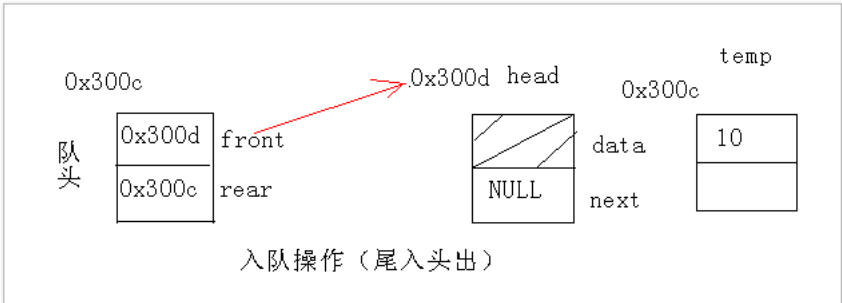 temp
0x300c
0x300d head
0x300c
队头
0x300d front
data
10
0x300c rear
NULL
next
入队操作（尾入头出）